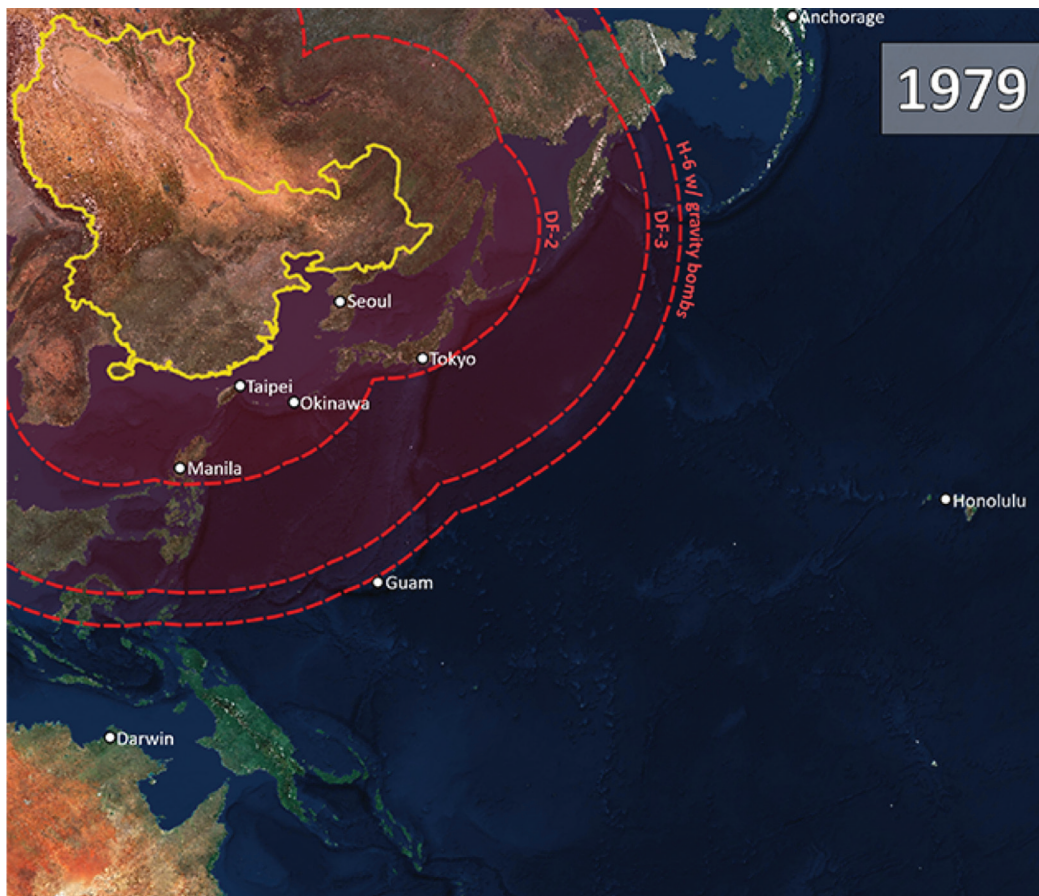 Anchorage
1979
H-6 w/ gravity bombs
DF-2
DF-3
Seoul
Tokyo
Taipei
Okinawa
Manila
Honolulu
Guam
Darwin